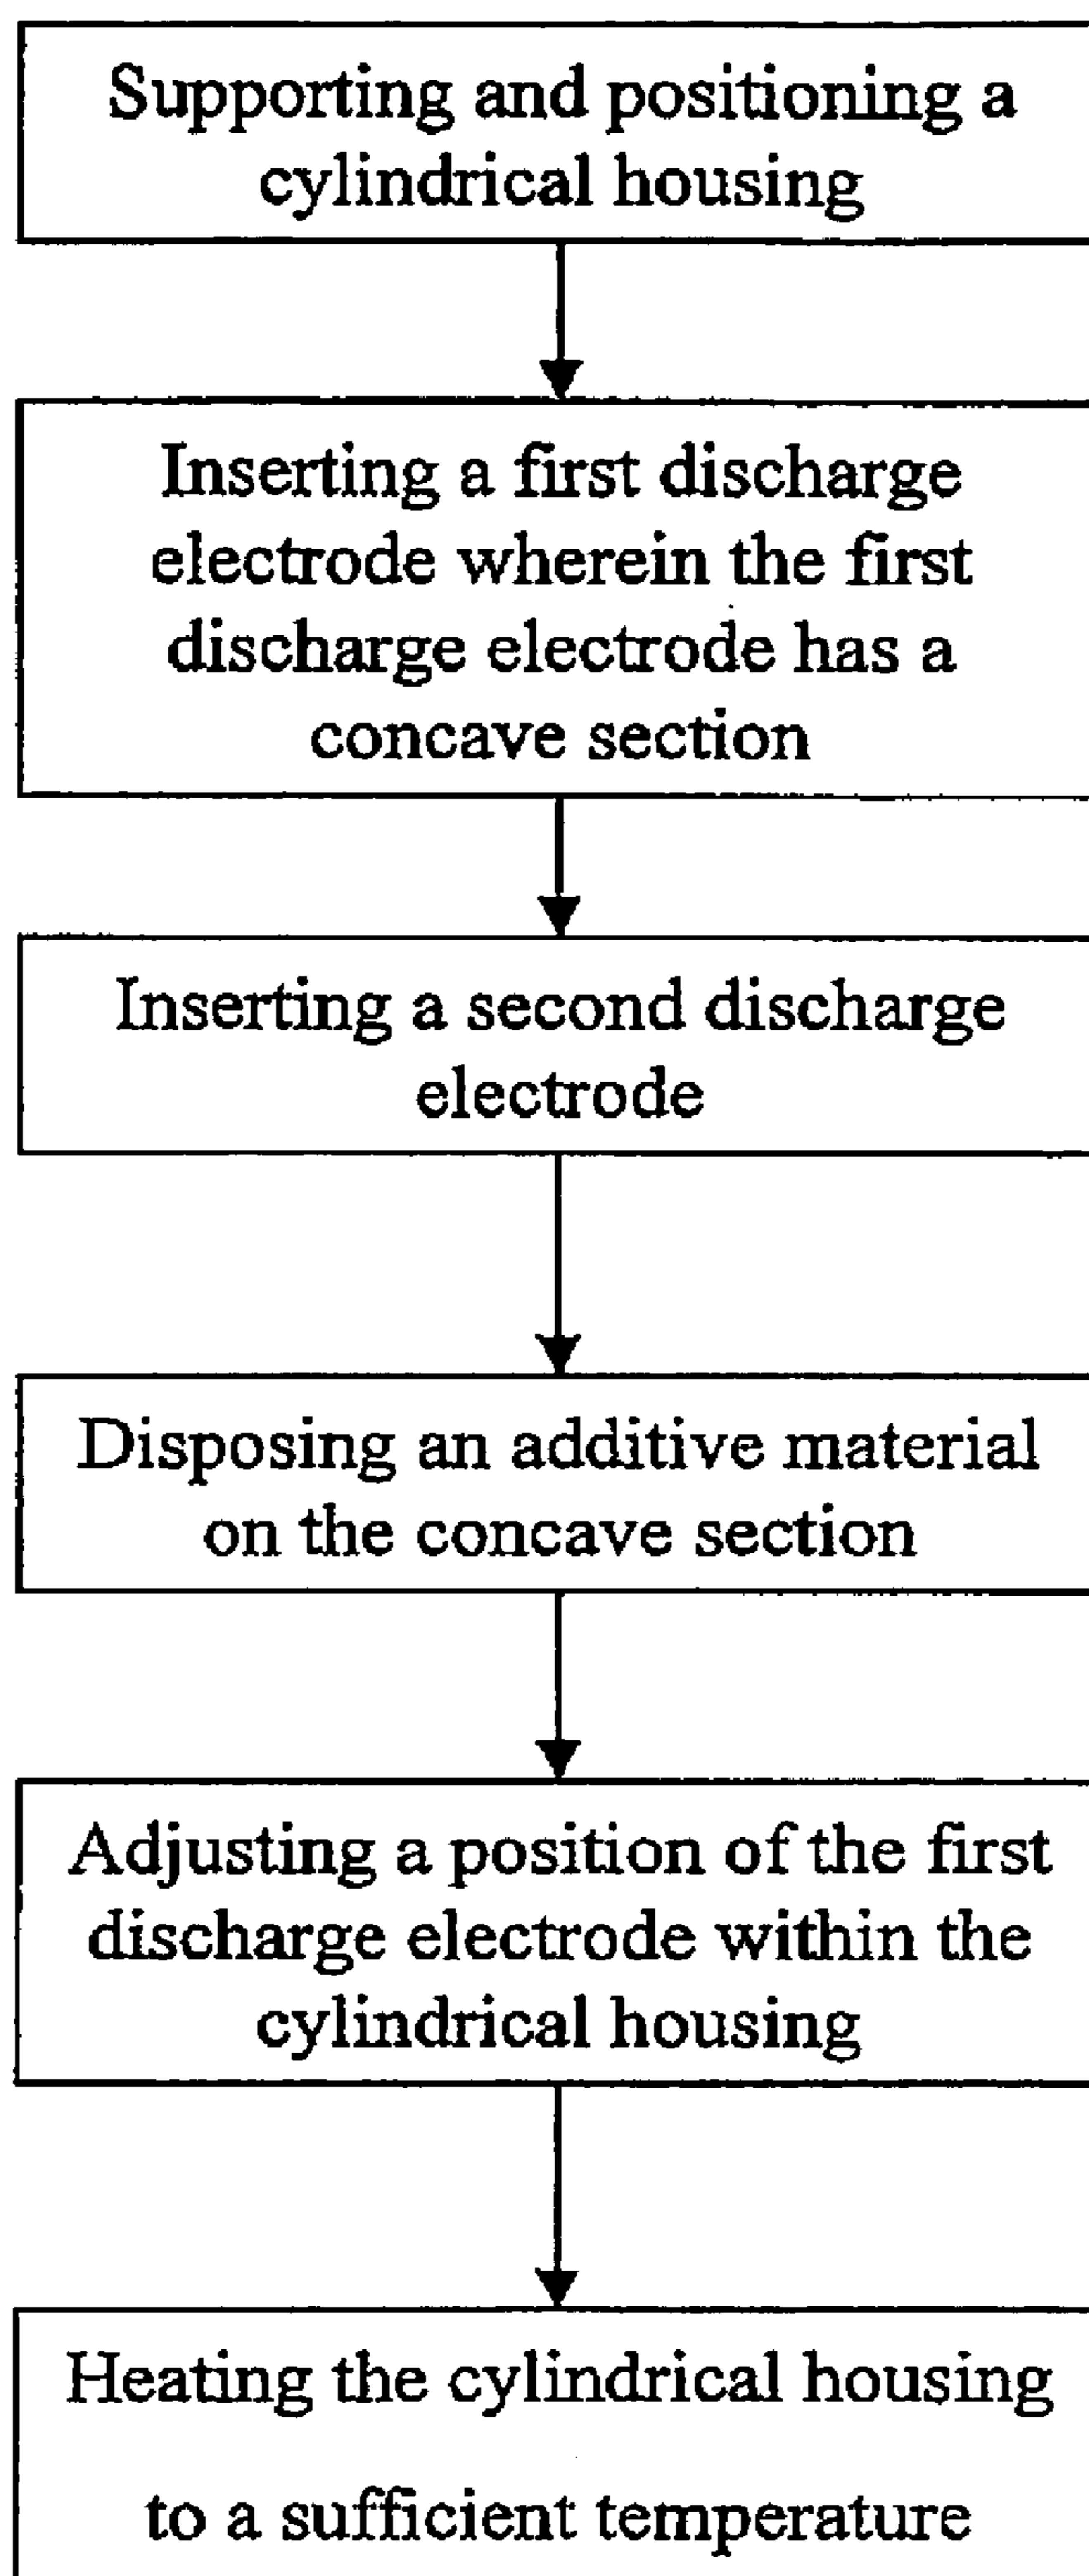 Supporting and positioning a
cylindrical housing
Inserting a first discharge
electrode wherein the first
discharge electrode has a
concave section
Inserting a second discharge
electrode
Disposing an additive material
on the concave section
Adjusting a position of the first
discharge electrode within the
cylindrical housing
Heating the cylindrical housing
to a sufficient temperature